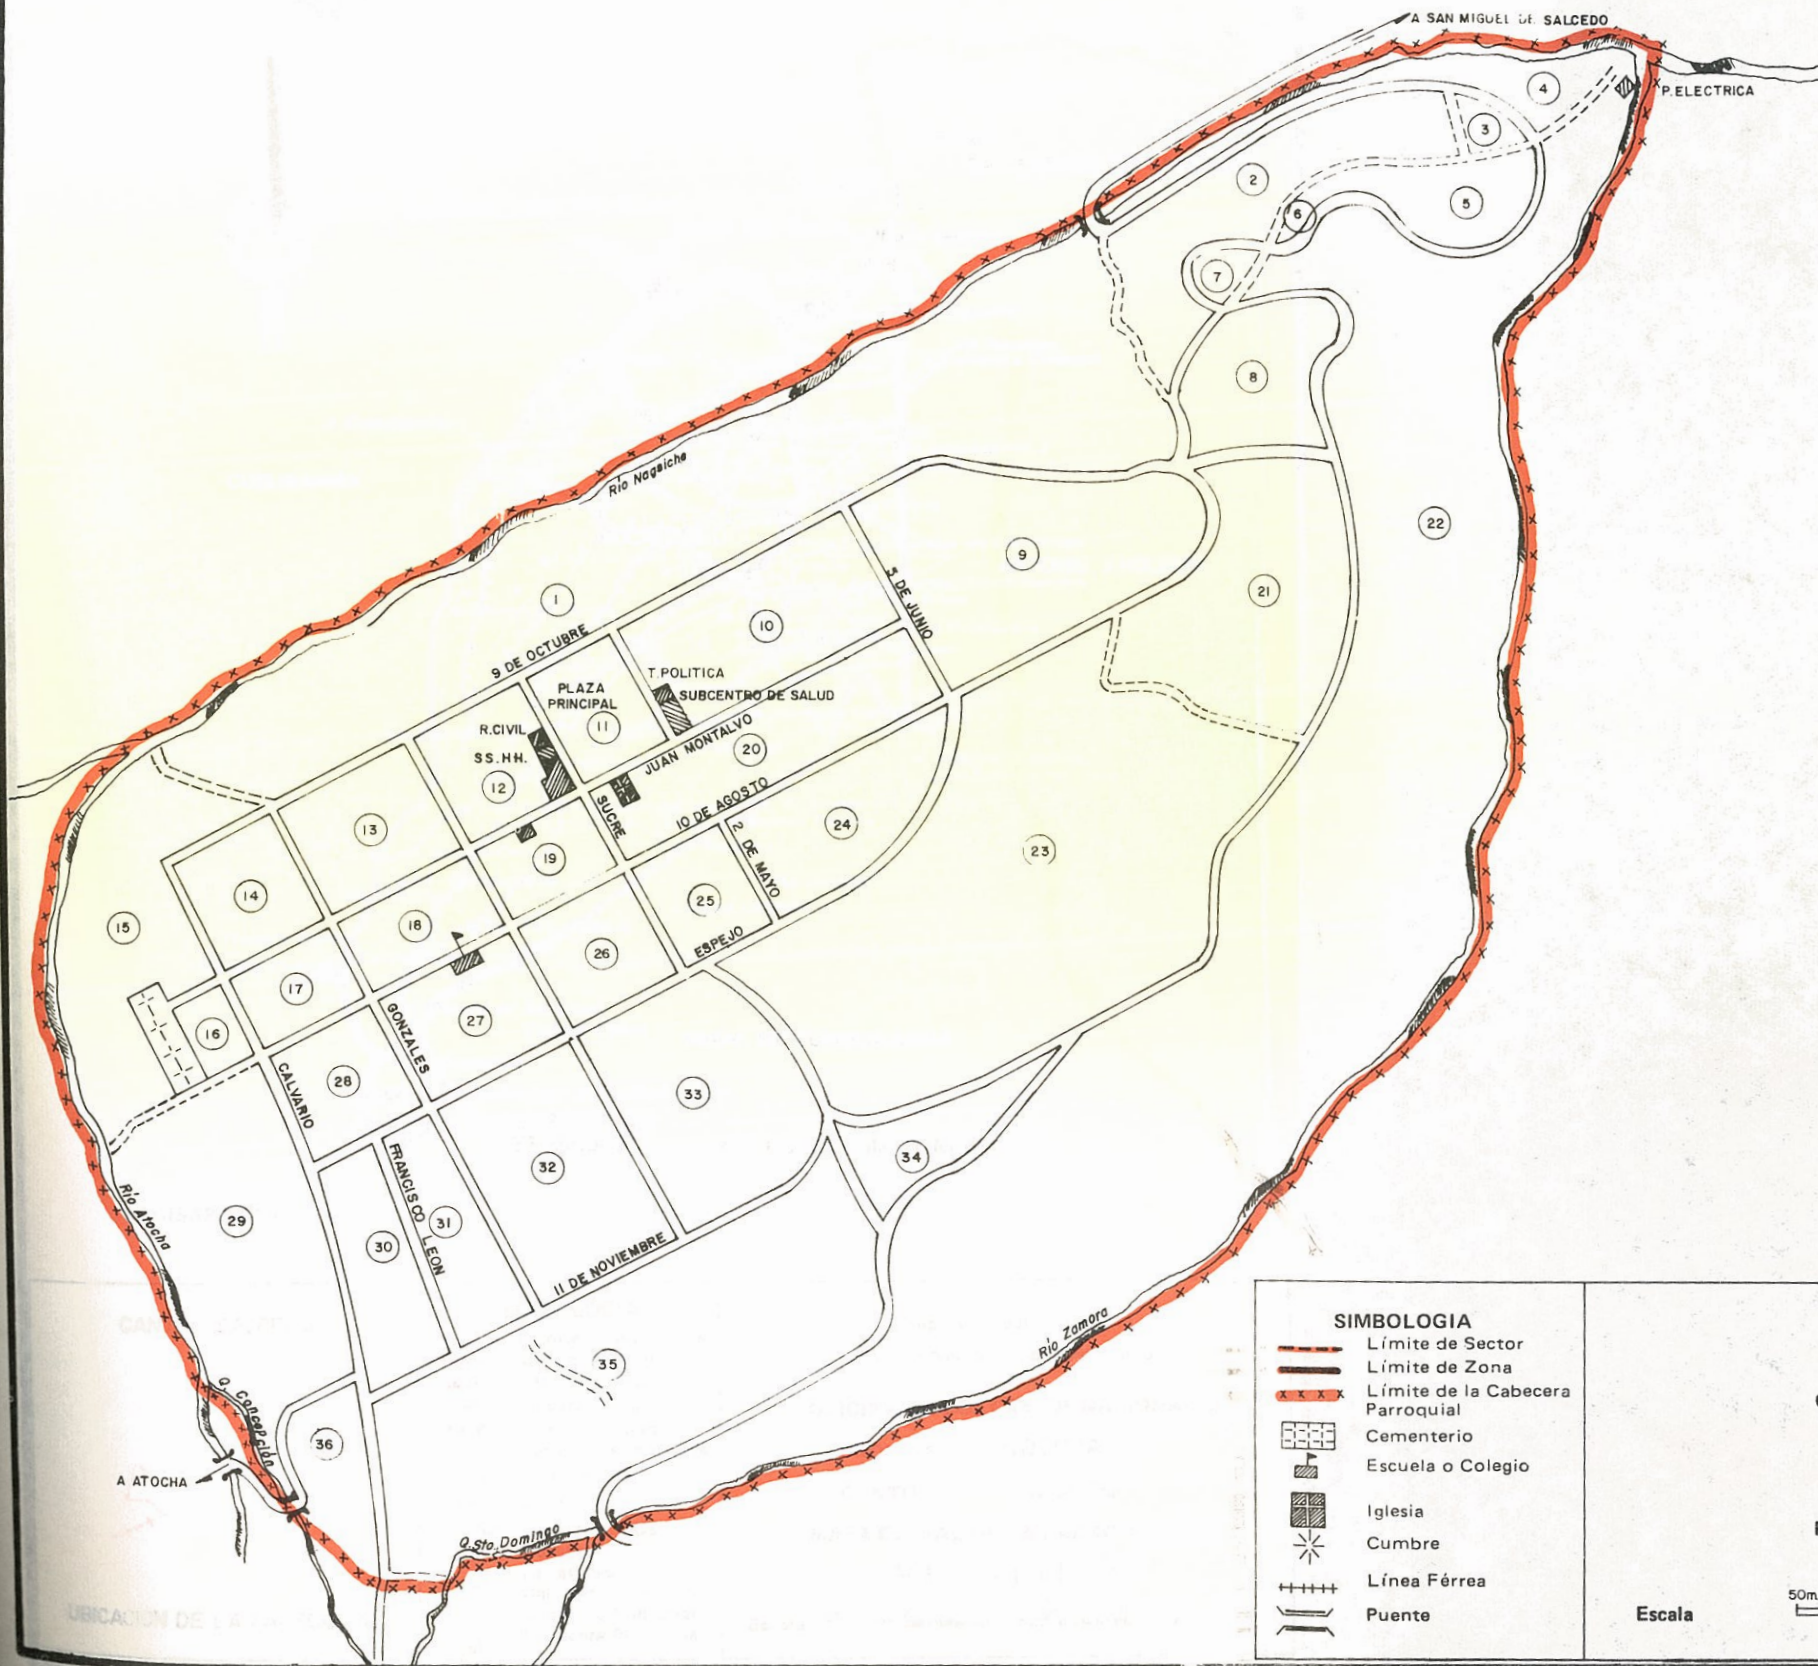 A SAN MIGUEL DE SALCEDO
P. ELECTRICA
4
3
2
5
6
7
8
Río Nagsiche
22
9
21
1
10
5 DE JUNIO
9 DE OCTUBRE
T. POLITICA
PLAZA
PRINCIPAL
SUBCENTRO DE SALUD
11
R. CIVIL
SS. HH.
JUAN MONTALVO
20
12
SUCRE
10 DE AGOSTO
13
24
2 DE MAYO
23
19
14
25
18
15
ESPEJO
26
17
GONZALES
27
16
28
CALVARIO
33
34
FRANCISCO LEON
32
Río Atocha
29
31
30
11 DE NOVIEMBRE
35
Río Zamora
Q. Concepción
36
A ATOCHA
Q. Sto. Domingo
SIMBOLOGIA
Límite de Sector
Límite de Zona
Límite de la Cabecera
Parroquial
Cementerio
Escuela o Colegio
Iglesia
Cumbre
Línea Férrea
Puente
Escala
50m.